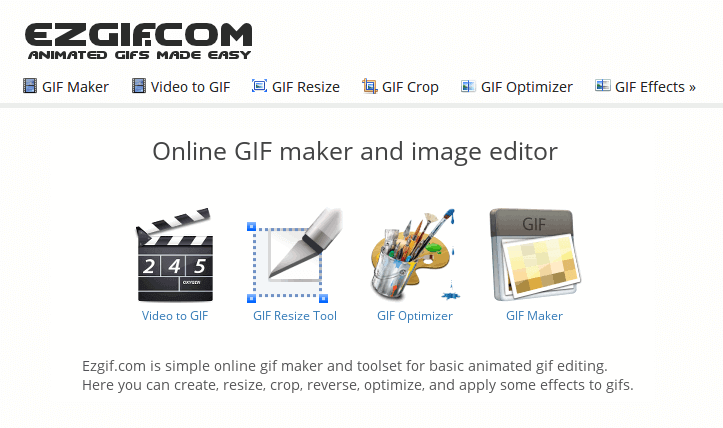 EZGIF.COM
ANIMATED GIFS MADE EASY
GIF Maker
Video to GIF
GIF Resize
GIF Crop
GIF Optimizer
GIF Effects »
Online GIF maker and image editor
2 4 5
OXYGEN
GIF
Video to GIF
GIF Resize Tool
GIF Optimizer
GIF Maker
Ezgif.com is simple online gif maker and toolset for basic animated gif editing.
Here you can create, resize, crop, reverse, optimize, and apply some effects to gifs.